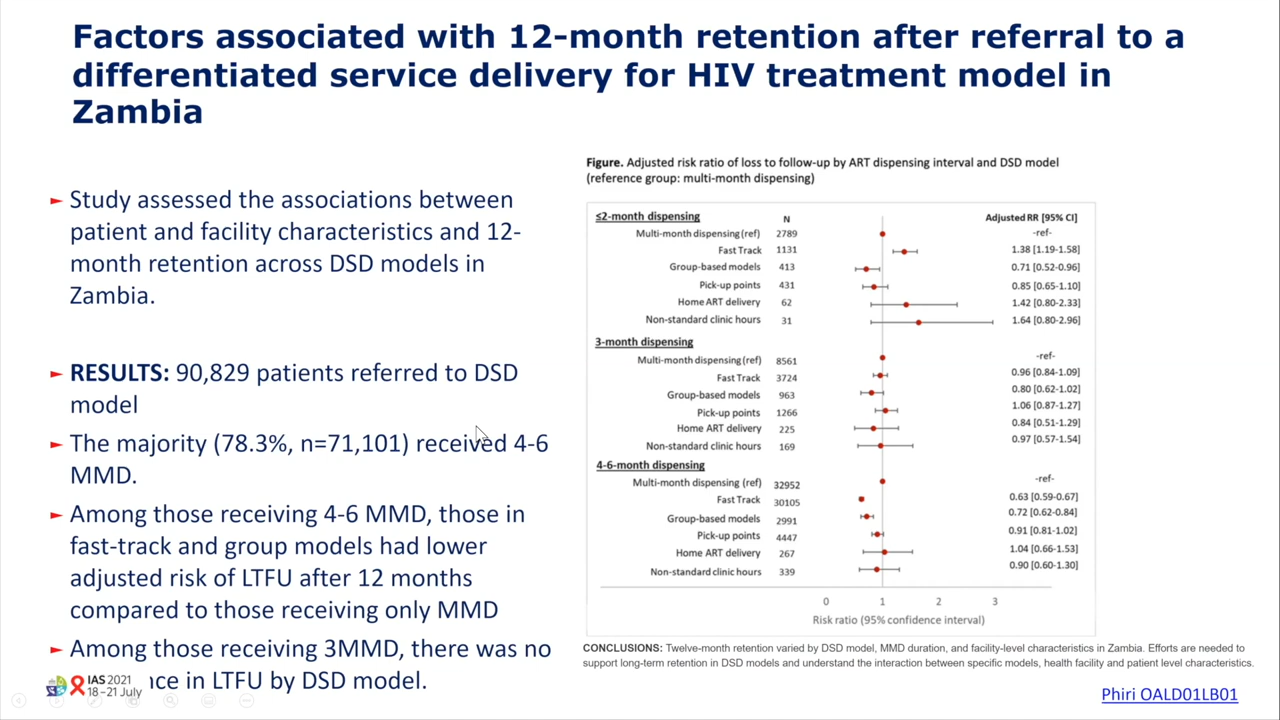 Factors associated with 12-month retention after referral to a
differentiated service delivery for HIV treatment model in
Zambia
► Study assessed the associations between
patient and facility characteristics and 12-
month retention across DSD models in
Zambia.
► RESULTS: 90,829 patients referred to DSD
model
► The majority (78.3%, n=71,101) received 4-6
MMD.
► Among those receiving 4-6 MMD, those in
fast-track and group models had lower
adjusted risk of LTFU after 12 months
compared to those receiving only MMD
► Among those receiving 3MMD, there was no
nce in LTFU by DSD model.
IAS 2021
18–21 July
Figure. Adjusted risk ratio of loss to follow-up by ART dispensing interval and DSD model
(reference group: multi-month dispensing)
≤2-month dispensing N Adjusted RR [95% CI]
Multi-month dispensing (ref) 2789 -ref-
Fast Track 1131 1.38 [1.19-1.58]
Group-based models 413 0.71 [0.52-0.96]
Pick-up points 431 0.85 [0.65-1.10]
Home ART delivery 62 1.42 [0.80-2.33]
Non-standard clinic hours 31 1.64 [0.80-2.96]
3-month dispensing
Multi-month dispensing (ref) 8561 -ref-
Fast Track 3724 0.96 [0.84-1.09]
Group-based models 963 0.80 [0.62-1.02]
Pick-up points 1266 1.06 [0.87-1.27]
Home ART delivery 225 0.84 [0.51-1.29]
Non-standard clinic hours 169 0.97 [0.57-1.54]
4-6-month dispensing
Multi-month dispensing (ref) 32952 -ref-
Fast Track 30105 0.63 [0.59-0.67]
Group-based models 2991 0.72 [0.62-0.84]
Pick-up points 4447 0.91 [0.81-1.02]
Home ART delivery 267 1.04 [0.66-1.53]
Non-standard clinic hours 339 0.90 [0.60-1.30]
0 1 2 3
Risk ratio (95% confidence interval)
CONCLUSIONS: Twelve-month retention varied by DSD model, MMD duration, and facility-level characteristics in Zambia. Efforts are needed to
support long-term retention in DSD models and understand the interaction between specific models, health facility and patient level characteristics.
Phiri OALD01LB01